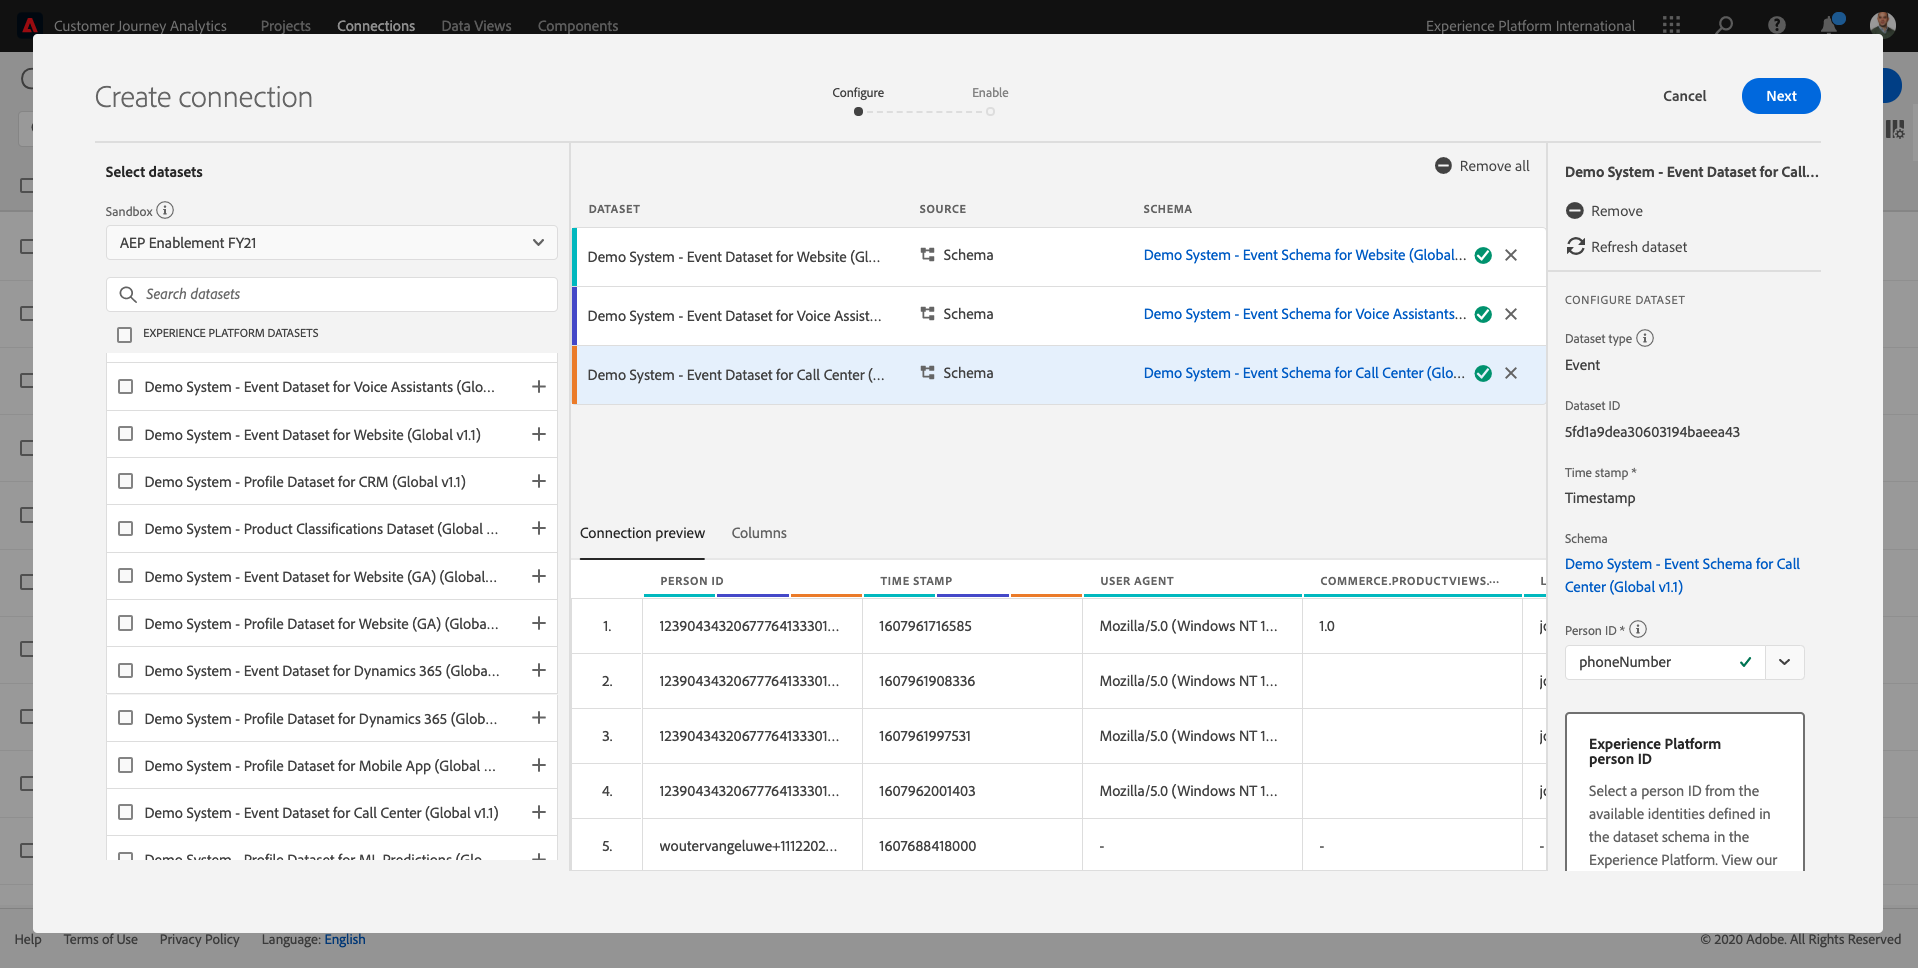 Customer Journey Analytics
Projects
Connections
Data Views
Components
Experience Platform International
Create connection
Configure
Enable
Cancel
Next
Select datasets
Sandbox
AEP Enablement FY21
Search datasets
EXPERIENCE PLATFORM DATASETS
Demo System - Event Dataset for Voice Assistants (Glo...
Demo System - Event Dataset for Website (Global v1.1)
Demo System - Profile Dataset for CRM (Global v1.1)
Demo System - Product Classifications Dataset (Global ...
Demo System - Event Dataset for Website (GA) (Global...
Demo System - Profile Dataset for Website (GA) (Globa...
Demo System - Event Dataset for Dynamics 365 (Globa...
Demo System - Profile Dataset for Dynamics 365 (Glob...
Demo System - Profile Dataset for Mobile App (Global ...
Demo System - Event Dataset for Call Center (Global v1.1)
Demo System - Profile Dataset for ML Predictions (Glo...
Remove all
DATASET SOURCE SCHEMA
Demo System - Event Dataset for Website (Gl... Schema Demo System - Event Schema for Website (Global...
Demo System - Event Dataset for Voice Assist... Schema Demo System - Event Schema for Voice Assistants...
Demo System - Event Dataset for Call Center (... Schema Demo System - Event Schema for Call Center (Glo...
Connection preview
Columns
PERSON ID TIME STAMP USER AGENT COMMERCE.PRODUCTVIEWS....
1. 12390434320677764133301... 1607961716585 Mozilla/5.0 (Windows NT 1... 1.0
2. 12390434320677764133301... 1607961908336 Mozilla/5.0 (Windows NT 1...
3. 12390434320677764133301... 1607961997531 Mozilla/5.0 (Windows NT 1...
4. 12390434320677764133301... 1607962001403 Mozilla/5.0 (Windows NT 1...
5. woutervangeluwe+1112202... 1607688418000 - - -
Demo System - Event Dataset for Call...
Remove
Refresh dataset
CONFIGURE DATASET
Dataset type
Event
Dataset ID
5fd1a9dea30603194baeea43
Time stamp *
Timestamp
Schema
Demo System - Event Schema for Call
Center (Global v1.1)
Person ID *
phoneNumber
Experience Platform
person ID
Select a person ID from the
available identities defined in
the dataset schema in the
Experience Platform. View our
Help
Terms of Use
Privacy Policy
Language: English
© 2020 Adobe. All Rights Reserved